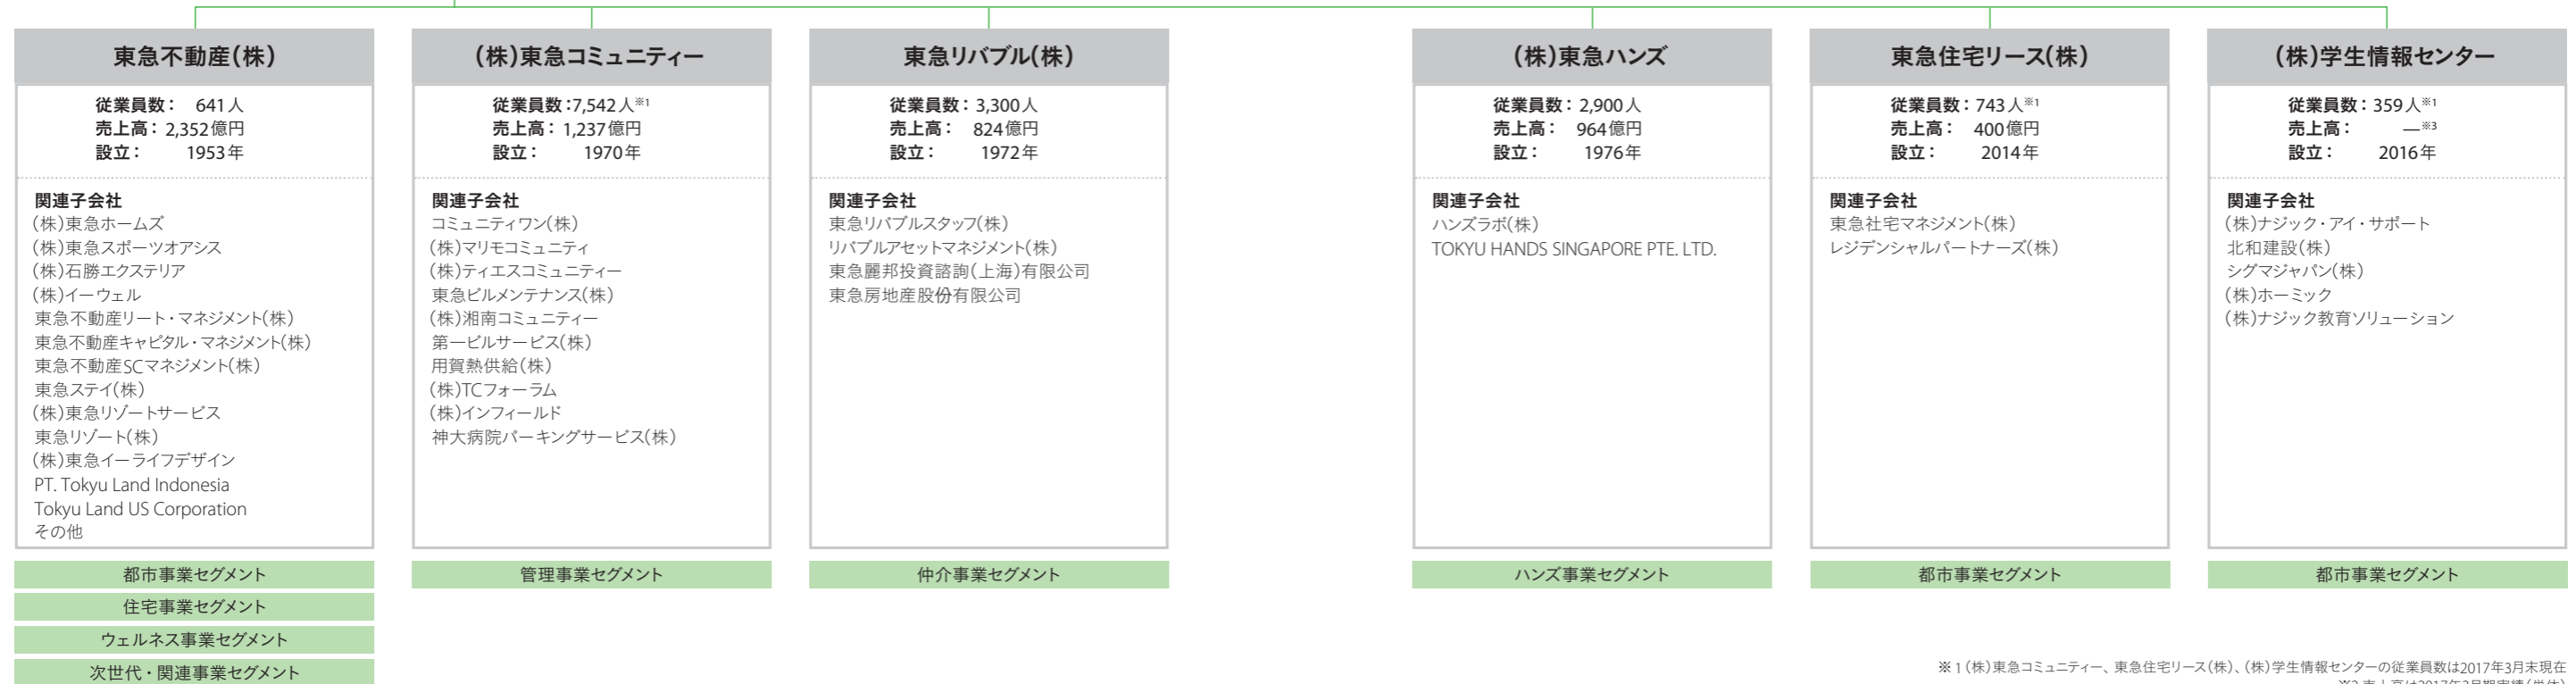 東急不動産(株)
従業員数： 641人
売上高： 2,352億円
設立： 1953年
関連子会社
(株)東急ホームズ
(株)東急スポーツオアシス
(株)石勝エクステリア
(株)イーウェル
東急不動産リート・マネジメント(株)
東急不動産キャピタル・マネジメント(株)
東急不動産SCマネジメント(株)
東急ステイ(株)
(株)東急リゾートサービス
東急リゾート(株)
(株)東急イーライフデザイン
PT. Tokyu Land Indonesia
Tokyu Land US Corporation
その他
都市事業セグメント
住宅事業セグメント
ウェルネス事業セグメント
次世代・関連事業セグメント
(株)東急コミュニティー
従業員数：7,542人※1
売上高： 1,237億円
設立： 1970年
関連子会社
コミュニティワン(株)
(株)マリモコミュニティ
(株)ティエスコミュニティー
東急ビルメンテナンス(株)
(株)湘南コミュニティー
第一ビルサービス(株)
用賀熱供給(株)
(株)TCフォーラム
(株)インフィールド
神大病院パーキングサービス(株)
管理事業セグメント
東急リバブル(株)
従業員数： 3,300人
売上高： 824億円
設立： 1972年
関連子会社
東急リバブルスタッフ(株)
リバブルアセットマネジメント(株)
東急麗邦投資諮詢(上海)有限公司
東急房地産股份有限公司
仲介事業セグメント
(株)東急ハンズ
従業員数： 2,900人
売上高： 964億円
設立： 1976年
関連子会社
ハンズラボ(株)
TOKYU HANDS SINGAPORE PTE. LTD.
ハンズ事業セグメント
東急住宅リース(株)
従業員数： 743人※1
売上高： 400億円
設立： 2014年
関連子会社
東急社宅マネジメント(株)
レジデンシャルパートナーズ(株)
都市事業セグメント
(株)学生情報センター
従業員数： 359人※1
売上高： —※3
設立： 2016年
関連子会社
(株)ナジック・アイ・サポート
北和建設(株)
シグマジャパン(株)
(株)ホーミック
(株)ナジック教育ソリューション
都市事業セグメント
※1 (株)東急コミュニティー、東急住宅リース(株)、(株)学生情報センターの従業員数は2017年3月末現在